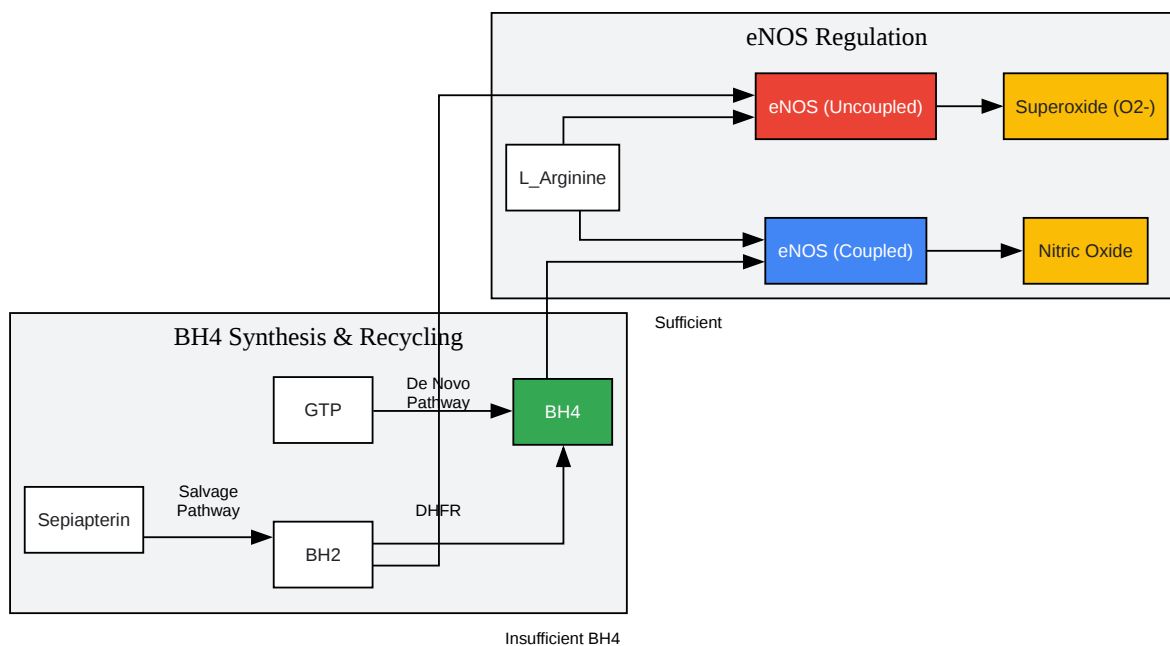 eNOS Regulation
eNOS (Uncoupled)
Superoxide (O2-)
L_Arginine
eNOS (Coupled)
Nitric Oxide
Sufficient
BH4 Synthesis & Recycling
De Novo
Pathway
GTP
BH4
Salvage
Pathway
Sepiapterin
DHFR
BH2
Insufficient BH4